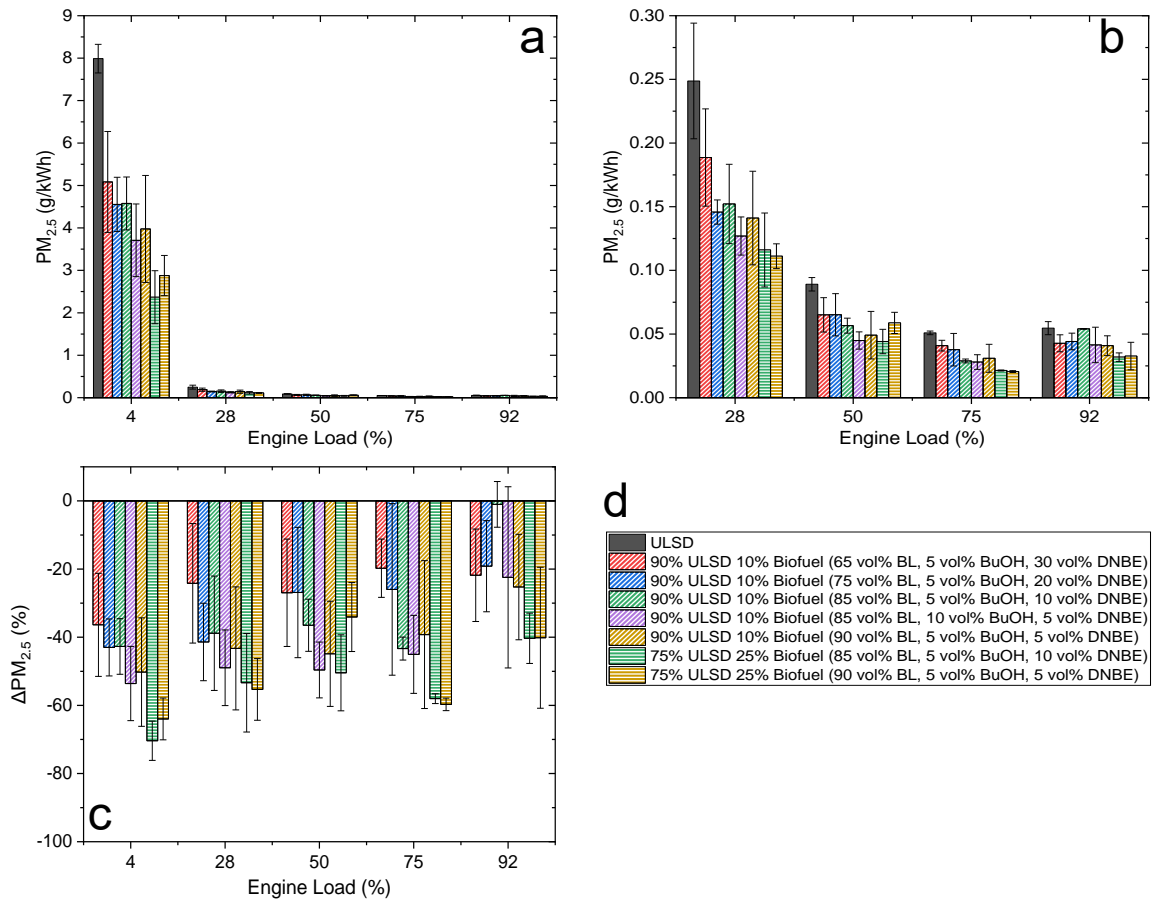 a
9
8
7
6
5
4
3
2
1
0
PM2.5 (g/kWh)
4 28 50 75 92
Engine Load (%)
b
0.30
0.25
0.20
0.15
0.10
0.05
0.00
PM2.5 (g/kWh)
28 50 75 92
Engine Load (%)
c
0
-20
-40
-60
-80
-100
ΔPM2.5 (%)
4 28 50 75 92
Engine Load (%)
d
ULSD
90% ULSD 10% Biofuel (65 vol% BL, 5 vol% BuOH, 30 vol% DNBE)
90% ULSD 10% Biofuel (75 vol% BL, 5 vol% BuOH, 20 vol% DNBE)
90% ULSD 10% Biofuel (85 vol% BL, 5 vol% BuOH, 10 vol% DNBE)
90% ULSD 10% Biofuel (85 vol% BL, 10 vol% BuOH, 5 vol% DNBE)
90% ULSD 10% Biofuel (90 vol% BL, 5 vol% BuOH, 5 vol% DNBE)
75% ULSD 25% Biofuel (85 vol% BL, 5 vol% BuOH, 10 vol% DNBE)
75% ULSD 25% Biofuel (90 vol% BL, 5 vol% BuOH, 5 vol% DNBE)